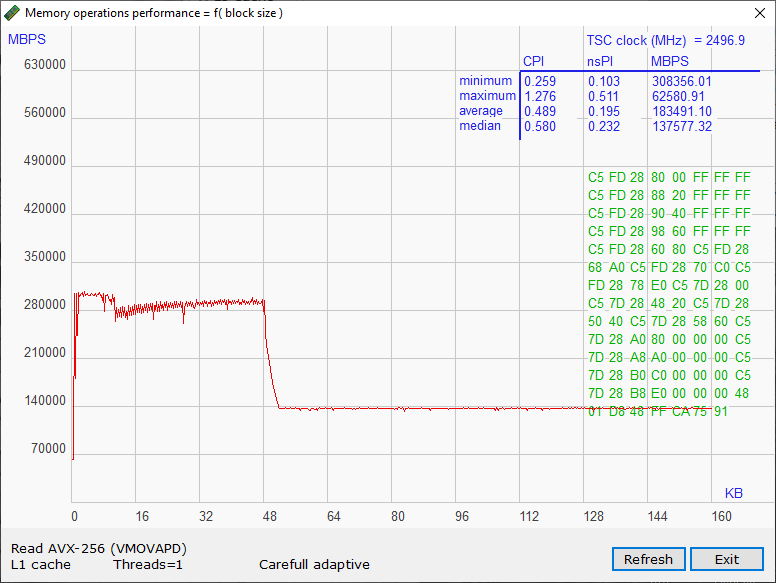 Memory operations performance = f( block size )
MBPS
TSC clock (MHz) = 2496.9
CPI nsPI MBPS
minimum 0.259 0.103 308356.01
maximum 1.276 0.511 62580.91
average 0.489 0.195 183491.10
median 0.580 0.232 137577.32
630000
560000
490000
420000
350000
280000
210000
140000
70000
C5 FD 28 80 00 FF FF FF
C5 FD 28 88 20 FF FF FF
C5 FD 28 90 40 FF FF FF
C5 FD 28 98 60 FF FF FF
C5 FD 28 60 80 C5 FD 28
68 A0 C5 FD 28 70 C0 C5
FD 28 78 E0 C5 7D 28 00
C5 7D 28 48 20 C5 7D 28
50 40 C5 7D 28 58 60 C5
7D 28 A0 80 00 00 00 C5
7D 28 A8 A0 00 00 00 C5
7D 28 B0 C0 00 00 00 C5
7D 28 B8 E0 00 00 00 48
01 D8 48 FF CA 75 91
KB
0 16 32 48 64 80 96 112 128 144 160
Read AVX-256 (VMOVAPD)
L1 cache Threads=1 Carefull adaptive
Refresh Exit